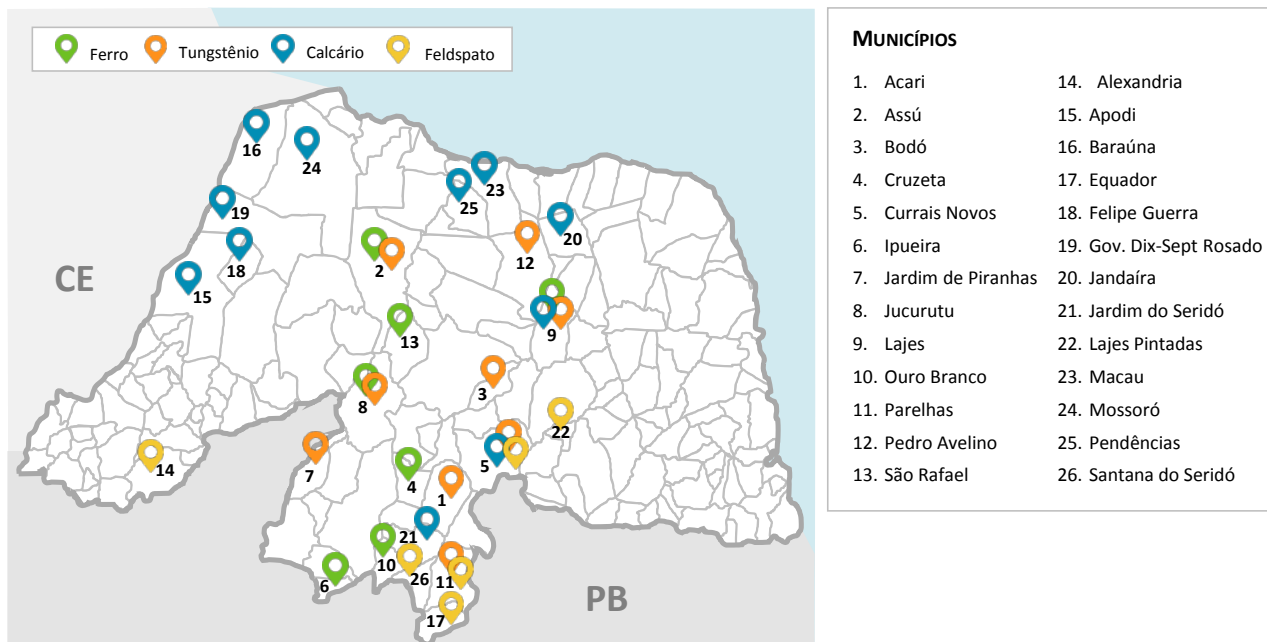 Ferro Tungstênio Calcário Feldspato
16
24
23
25
19
20
18
12
2
CE
15
9
13
3
8
22
5
14
7
4
1
21
10
26
11
6
17
PB
MUNICÍPIOS
1. Acari
2. Assú
3. Bodó
4. Cruzeta
5. Currais Novos
6. Ipueira
7. Jardim de Piranhas
8. Jucurutu
9. Lajes
10. Ouro Branco
11. Parelhas
12. Pedro Avelino
13. São Rafael
14. Alexandria
15. Apodi
16. Baraúna
17. Equador
18. Felipe Guerra
19. Gov. Dix-Sept Rosado
20. Jandaíra
21. Jardim do Seridó
22. Lajes Pintadas
23. Macau
24. Mossoró
25. Pendências
26. Santana do Seridó